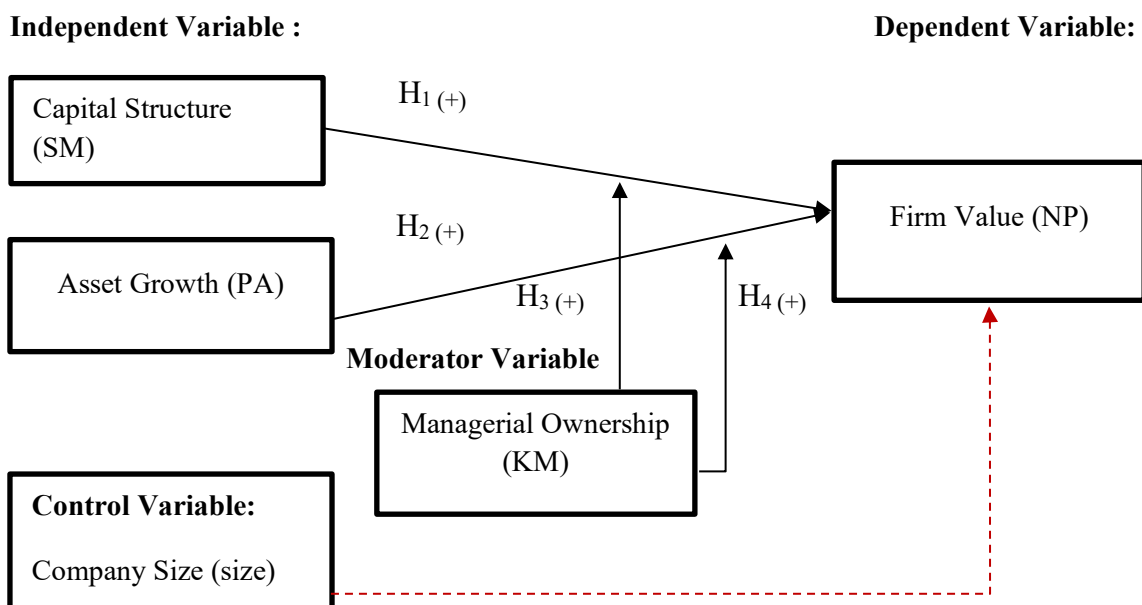 Independent Variable :
Dependent Variable:
Capital Structure
(SM)
H1 (+)
Firm Value (NP)
H2 (+)
Asset Growth (PA)
H3 (+)
H4 (+)
Moderator Variable
Managerial Ownership
(KM)
Control Variable:
Company Size (size)